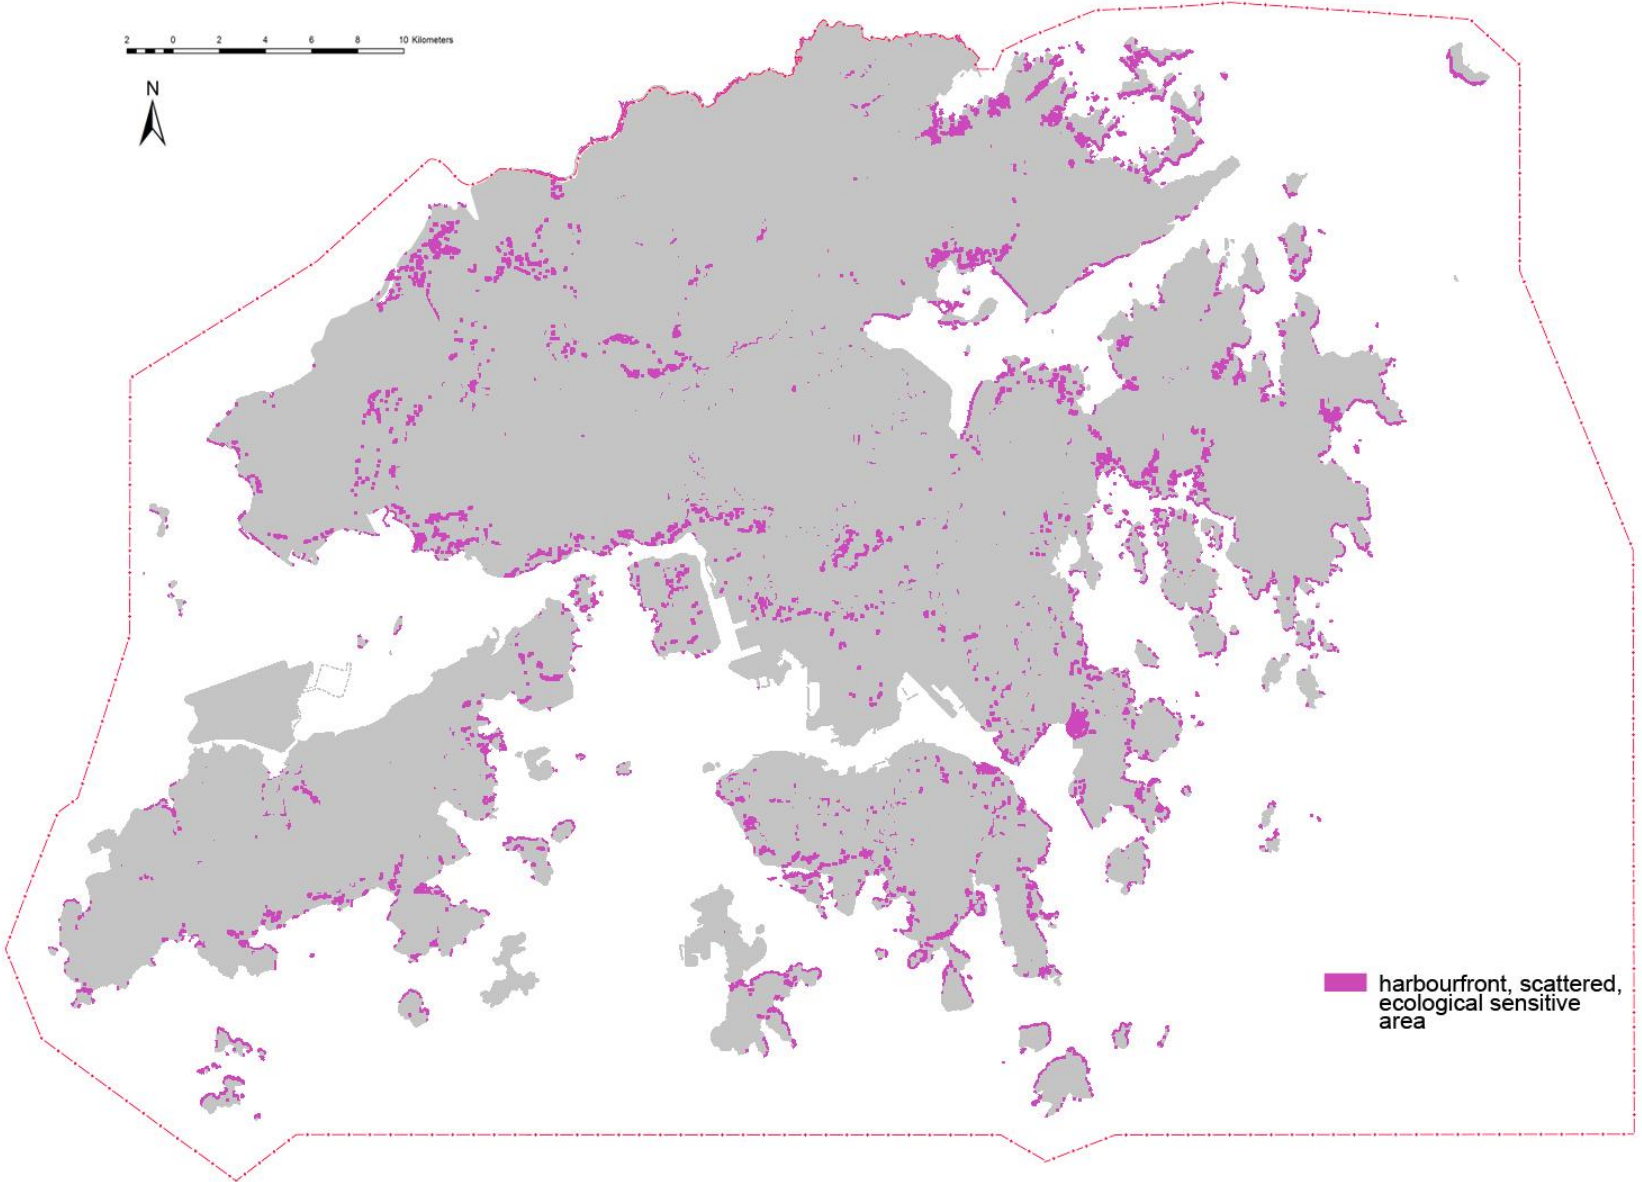 2 0 2 4 6 8 10 Kilometers
N
harbourfront, scattered,
ecological sensitive
area